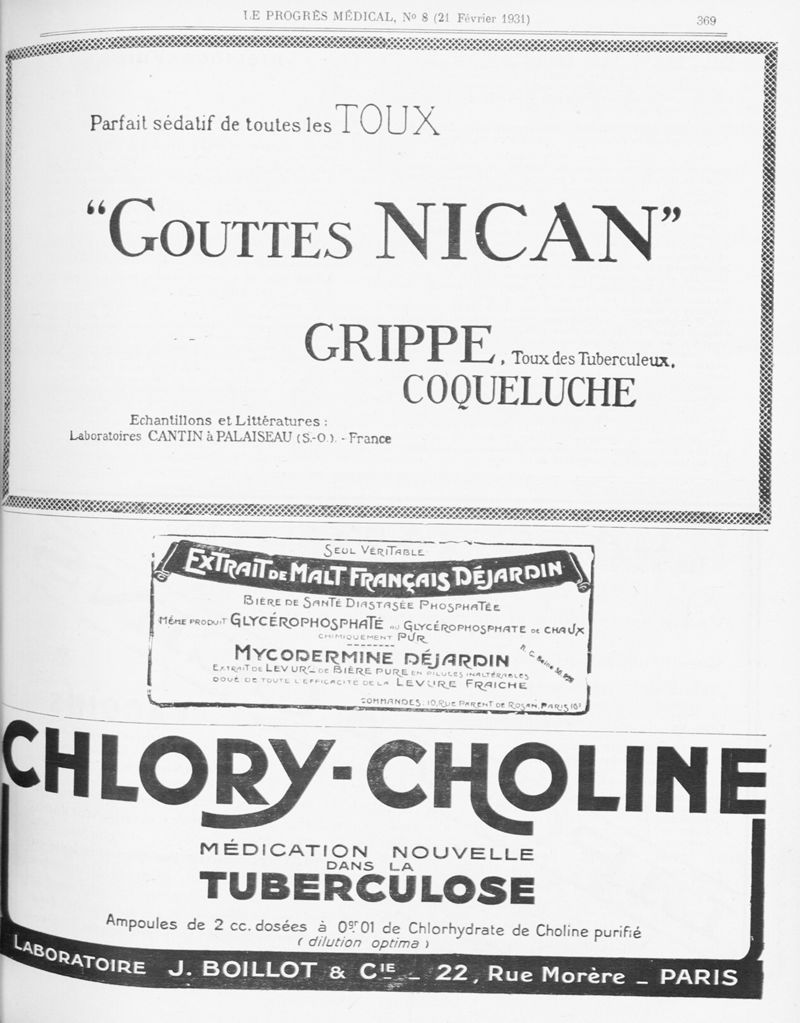 LE PROGRÈS MÉDICAL, No 8 (21 Février 1931)
369
Parfait sédatif de toutes les TOUX
“GOUTTES NICAN”
GRIPPE, Toux des Tuberculeux,
COQUELUCHE
Echantillons et Littératures :
Laboratoires CANTIN à PALAISEAU (S.-O.). - France
SEUL VÉRITABLE
EXTRAIT DE MALT FRANÇAIS DÉJARDIN
BIÈRE DE SANTÉ DIASTASÉE PHOSPHATÉE
MÊME PRODUIT GLYCÉROPHOSPHATÉ AU GLYCÉROPHOSPHATE DE CHAUX
CHIMIQUEMENT PUR
MYCODERMINE DÉJARDIN
R. C. Seine
EXTRAIT DE LEVURE DE BIÈRE PURE EN PILULES INALTÉRABLES
DOUÉ DE TOUTE L'EFFICACITÉ DE LA LEVURE FRAICHE
COMMANDES: 10, RUE PARENT DE ROSAN, PARIS 16e
CHLORY-CHOLINE
MÉDICATION NOUVELLE
DANS LA
TUBERCULOSE
Ampoules de 2 cc. dosées à 0gr01 de Chlorhydrate de Choline purifié
(dilution optima)
LABORATOIRE J. BOILLOT & CIE _ 22, Rue Morère _ PARIS